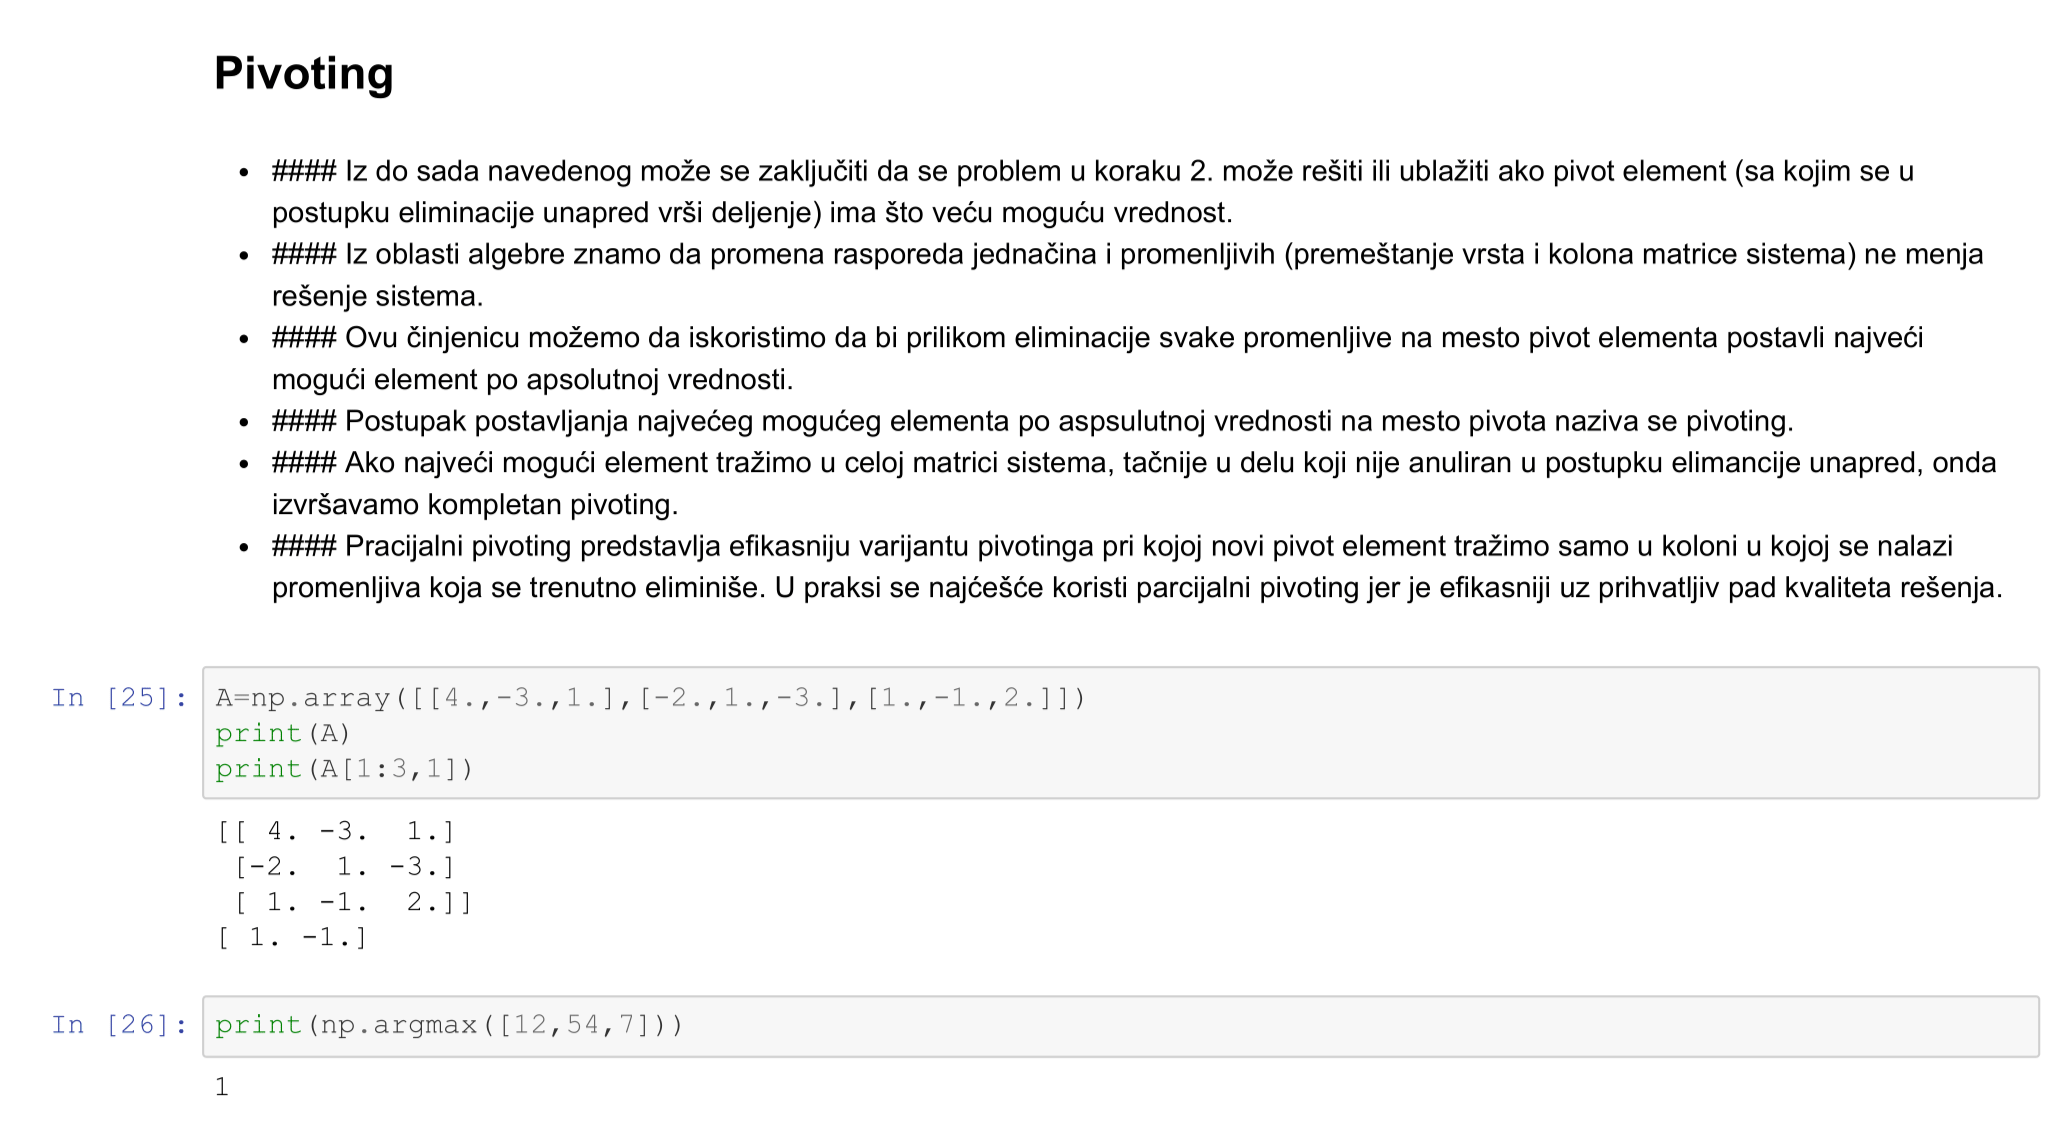 Pivoting
• #### Iz do sada navedenog može se zaključiti da se problem u koraku 2. može rešiti ili ublažiti ako pivot element (sa kojim se u
postupku eliminacije unapred vrši deljenje) ima što veću moguću vrednost.
• #### Iz oblasti algebre znamo da promena rasporeda jednačina i promenljivih (premeštanje vrsta i kolona matrice sistema) ne menja
rešenje sistema.
• #### Ovu činjenicu možemo da iskoristimo da bi prilikom eliminacije svake promenljive na mesto pivot elementa postavli najveći
mogući element po apsolutnoj vrednosti.
• #### Postupak postavljanja najvećeg mogućeg elementa po aspsulutnoj vrednosti na mesto pivota naziva se pivoting.
• #### Ako najveći mogući element tražimo u celoj matrici sistema, tačnije u delu koji nije anuliran u postupku elimancije unapred, onda
izvršavamo kompletan pivoting.
• #### Pracijalni pivoting predstavlja efikasniju varijantu pivotinga pri kojoj novi pivot element tražimo samo u koloni u kojoj se nalazi
promenljiva koja se trenutno eliminiše. U praksi se najćešće koristi parcijalni pivoting jer je efikasniji uz prihvatljiv pad kvaliteta rešenja.
In [25]: A=np.array([[4.,-3.,1.],[-2.,1.,-3.],[1.,-1.,2.]])
print(A)
print(A[1:3,1])
[[ 4. -3.  1.]
 [-2.  1. -3.]
 [ 1. -1.  2.]]
[ 1. -1.]
In [26]: print(np.argmax([12,54,7]))
1